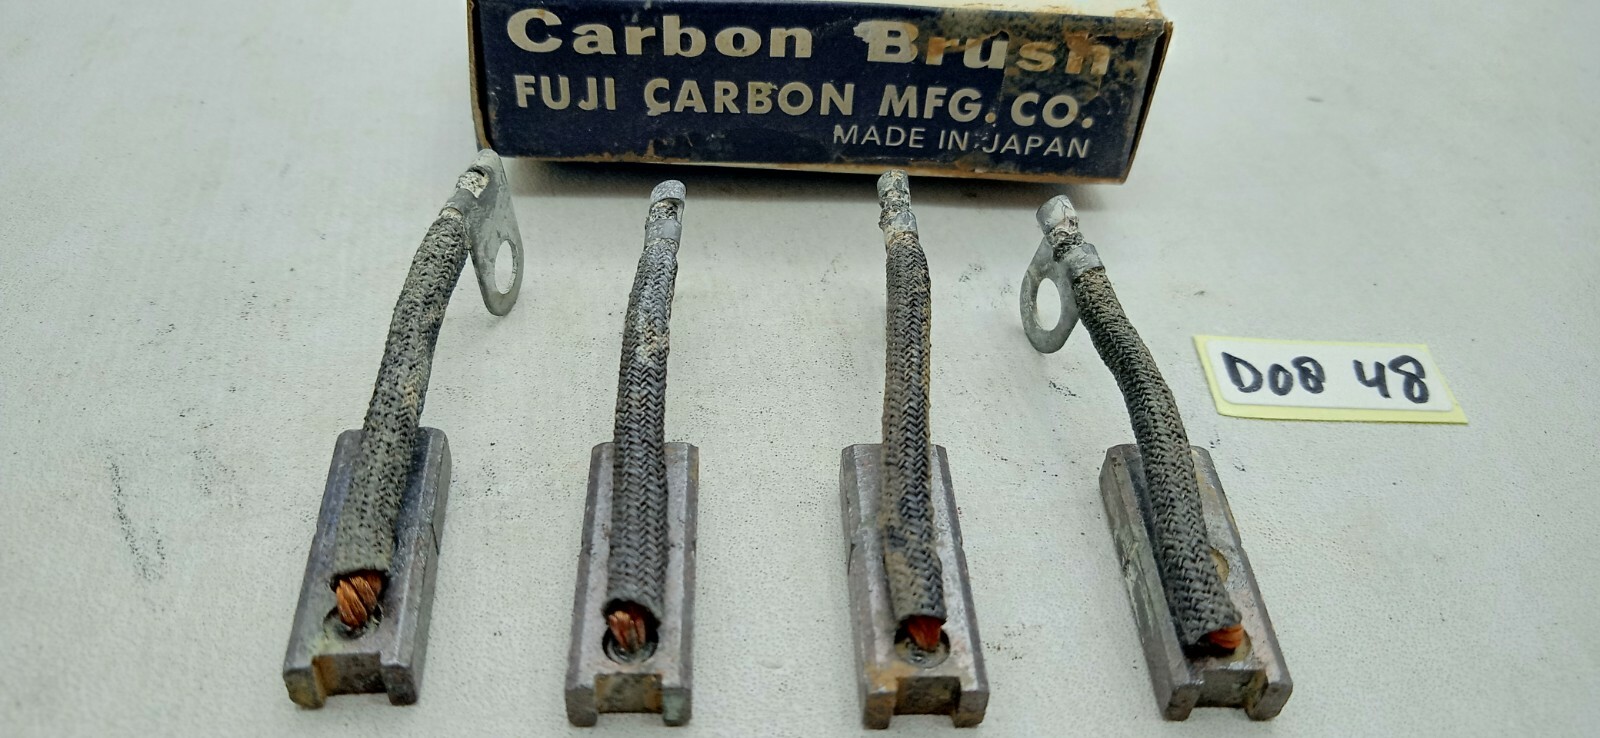 Carbon Brush
FUJI CARBON MFG. CO.
MADE IN JAPAN
D08 48